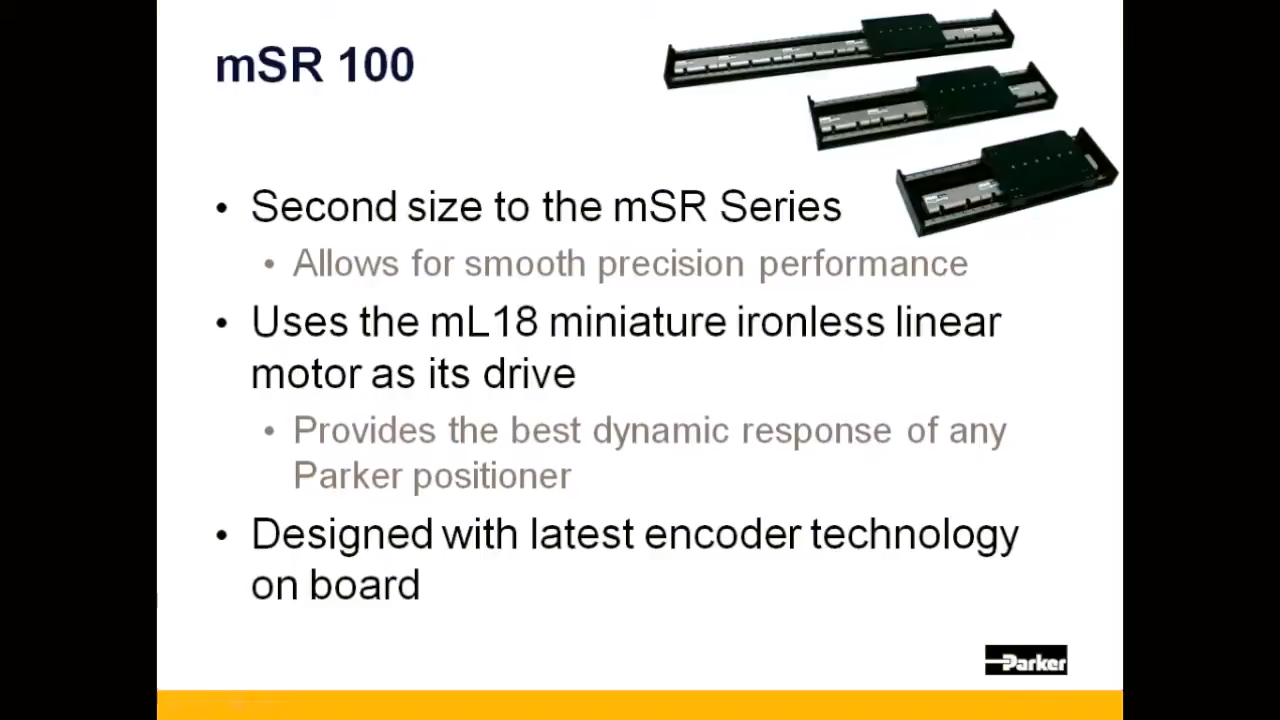 mSR 100
• Second size to the mSR Series
• Allows for smooth precision performance
• Uses the mL18 miniature ironless linear
motor as its drive
• Provides the best dynamic response of any
Parker positioner
• Designed with latest encoder technology
on board
Parker